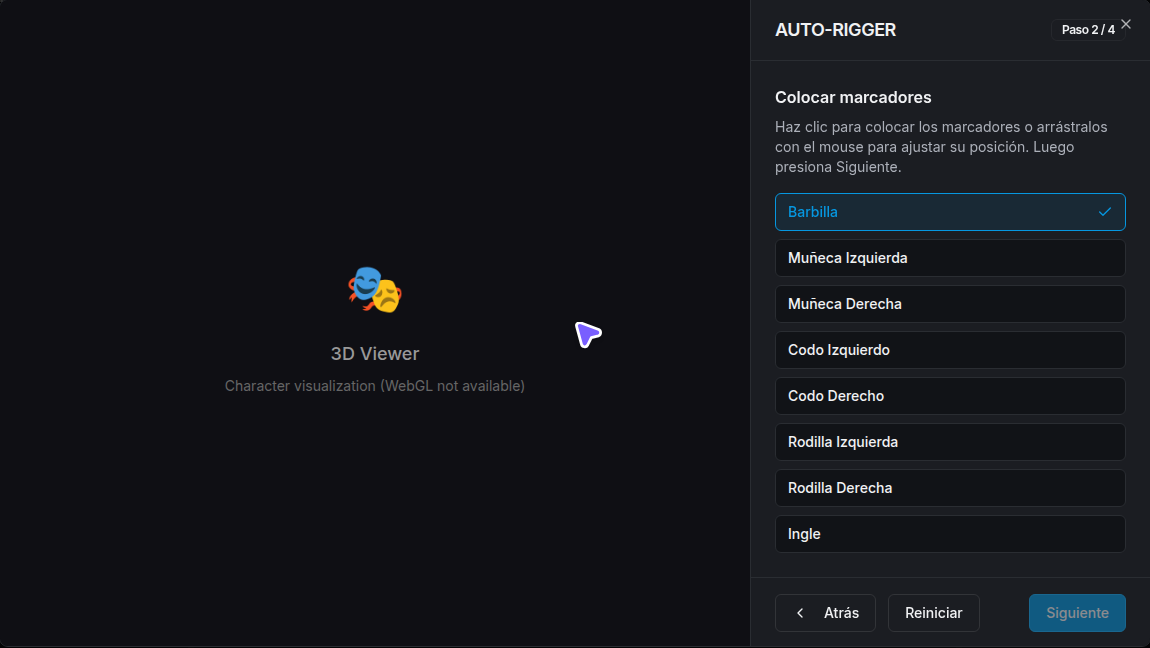 AUTO-RIGGER
Paso 2 / 4
Colocar marcadores
Haz clic para colocar los marcadores o arrástralos
con el mouse para ajustar su posición. Luego
presiona Siguiente.
Barbilla
Muñeca Izquierda
Muñeca Derecha
Codo Izquierdo
Codo Derecho
Rodilla Izquierda
Rodilla Derecha
Ingle
Atrás
Reiniciar
Siguiente
3D Viewer
Character visualization (WebGL not available)